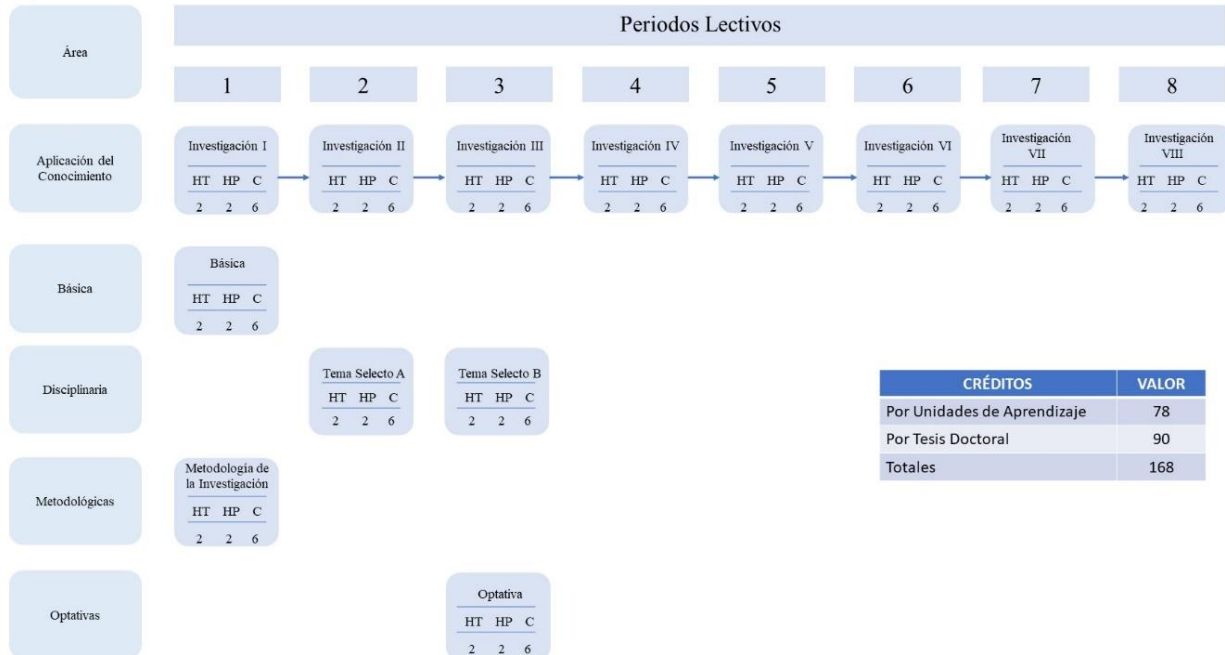 Área
Periodos Lectivos
1 2 3 4 5 6 7 8
Aplicación del
Conocimiento
Investigación I
HT HP C
2 2 6
Investigación II
HT HP C
2 2 6
Investigación III
HT HP C
2 2 6
Investigación IV
HT HP C
2 2 6
Investigación V
HT HP C
2 2 6
Investigación VI
HT HP C
2 2 6
Investigación
VII
HT HP C
2 2 6
Investigación
VIII
HT HP C
2 2 6
Básica
Básica
HT HP C
2 2 6
Disciplinaria
Tema Selecto A
HT HP C
2 2 6
Tema Selecto B
HT HP C
2 2 6
CRÉDITOS VALOR
Por Unidades de Aprendizaje 78
Por Tesis Doctoral 90
Totales 168
Metodológicas
Metodología de
la Investigación
HT HP C
2 2 6
Optativas
Optativa
HT HP C
2 2 6